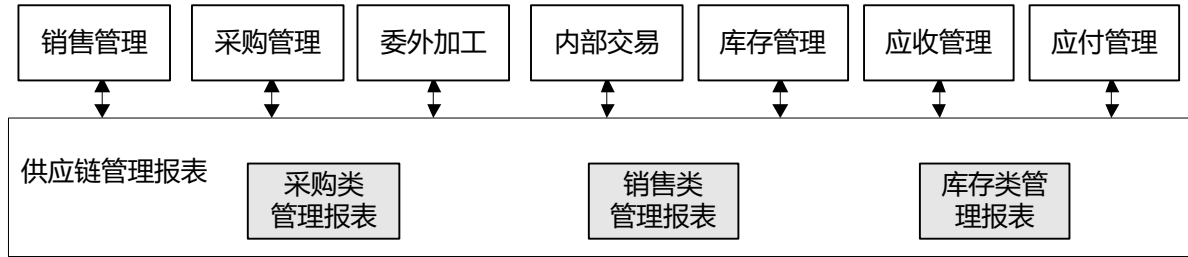 销售管理
采购管理
委外加工
内部交易
库存管理
应收管理
应付管理
供应链管理报表
采购类
管理报表
销售类
管理报表
库存类管
理报表